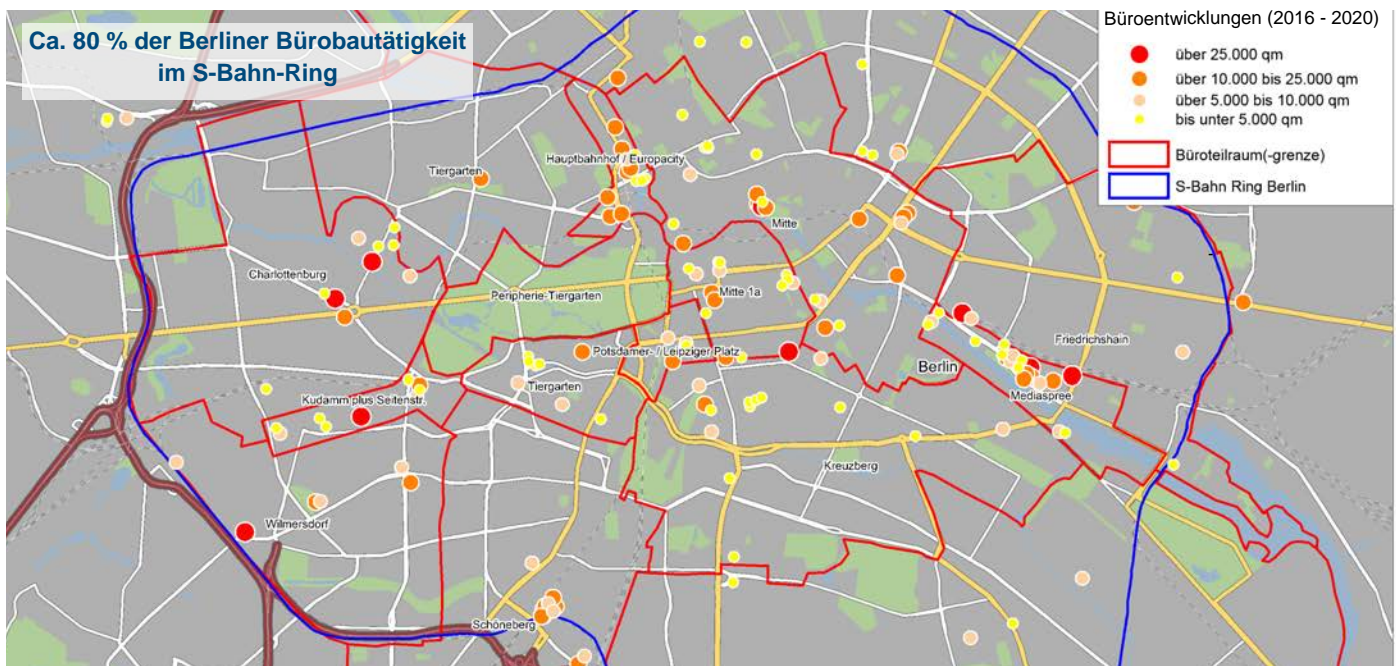 Ca. 80 % der Berliner Bürobautätigkeit
im S-Bahn-Ring
Büroentwicklungen (2016 - 2020)
über 25.000 qm
über 10.000 bis 25.000 qm
über 5.000 bis 10.000 qm
bis unter 5.000 qm
Büroteilraum(-grenze)
S-Bahn Ring Berlin
Hauptbahnhof / Europacity
Tiergarten
Mitte
Charlottenburg
Peripherie-Tiergarten
Mitte 1a
Friedrichshain
Potsdamer- / Leipziger Platz
Berlin
Tiergarten
Mediaspree
Kudamm plus Seitenstr.
Kreuzberg
Wilmersdorf
Schöneberg